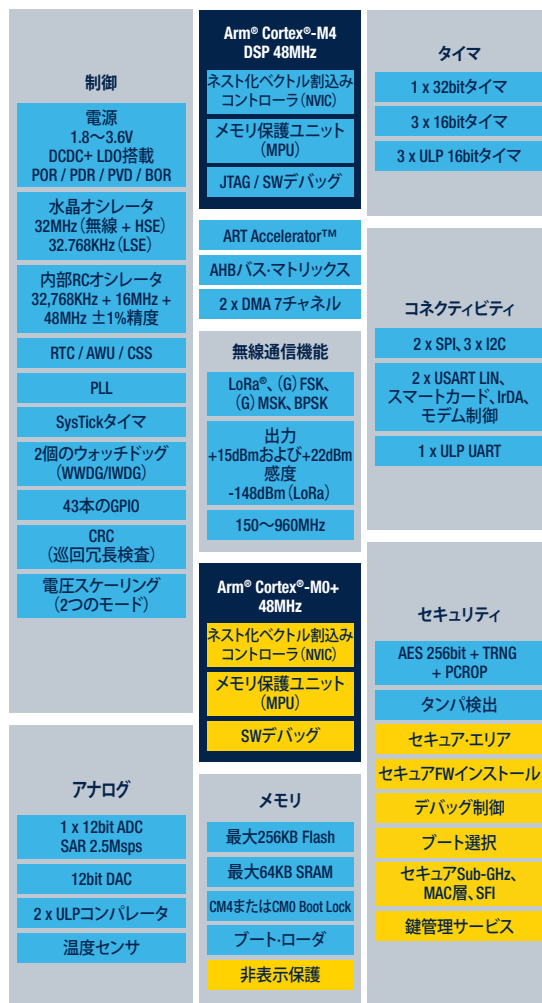 制御
電源
1.8〜3.6V
DCDC+ LDO搭載
POR / PDR / PVD / BOR
水晶オシレータ
32MHz（無線 + HSE）
32.768KHz（LSE）
内部RCオシレータ
32,768KHz + 16MHz +
48MHz ±1%精度
RTC / AWU / CSS
PLL
SysTickタイマ
2個のウォッチドッグ
（WWDG/IWDG）
43本のGPIO
CRC
（巡回冗長検査）
電圧スケーリング
（2つのモード）
アナログ
1 x 12bit ADC
SAR 2.5Msps
12bit DAC
2 x ULPコンパレータ
温度センサ
Arm® Cortex®-M4
DSP 48MHz
ネスト化ベクトル割込み
コントローラ（NVIC）
メモリ保護ユニット
（MPU）
JTAG / SWデバッグ
ART Accelerator™
AHBバス・マトリックス
2 x DMA 7チャネル
無線通信機能
LoRa®、（G）FSK、
（G）MSK、BPSK
出力
+15dBmおよび+22dBm
感度
-148dBm（LoRa）
150〜960MHz
Arm® Cortex®-M0+
48MHz
ネスト化ベクトル割込み
コントローラ（NVIC）
メモリ保護ユニット
（MPU）
SWデバッグ
メモリ
最大256KB Flash
最大64KB SRAM
CM4またはCM0 Boot Lock
ブート・ローダ
非表示保護
タイマ
1 x 32bitタイマ
3 x 16bitタイマ
3 x ULP 16bitタイマ
コネクティビティ
2 x SPI、3 x I2C
2 x USART LIN、
スマートカード、IrDA、
モデム制御
1 x ULP UART
セキュリティ
AES 256bit + TRNG
+ PCROP
タンパ検出
セキュア・エリア
セキュアFWインストール
デバッグ制御
ブート選択
セキュアSub-GHz、
MAC層、SFI
鍵管理サービス